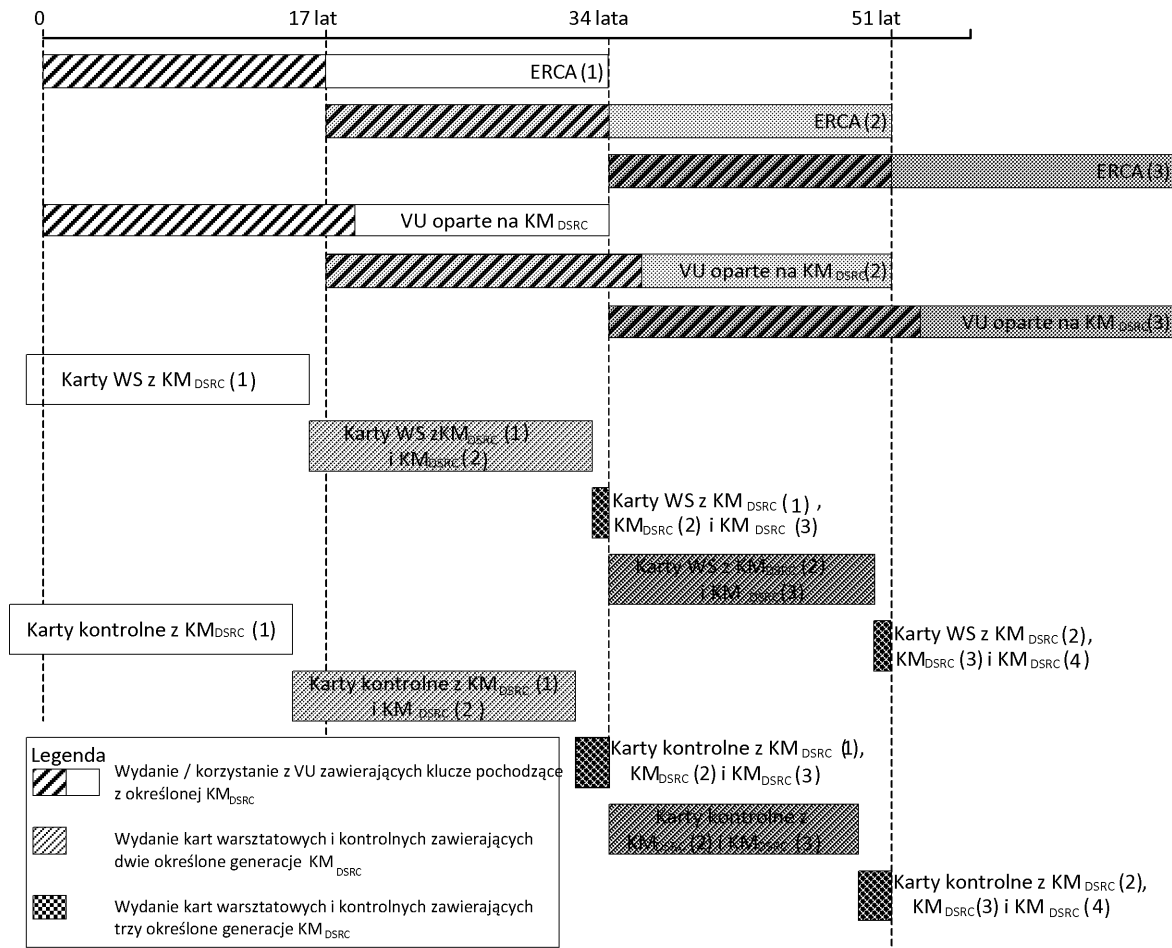 0 17 lat 34 lata 51 lat
ERCA (1)
ERCA (2)
ERCA (3)
VU oparte na KM DSRC
VU oparte na KM DSRC (2)
VU oparte na KM DSRC (3)
Karty WS z KM DSRC (1)
Karty WS zKM DSRC (1)
i KM DSRC (2)
Karty WS z KM DSRC (1) ,
KM DSRC (2) i KM DSRC (3)
Karty WS z KM DSRC (2)
i KM DSRC (3)
Karty kontrolne z KM DSRC (1)
Karty WS z KM DSRC (2),
KM DSRC (3) i KM DSRC (4)
Karty kontrolne z KM DSRC (1)
i KM DSRC (2)
Karty kontrolne z KM DSRC (1),
KM DSRC (2) i KM DSRC (3)
Karty kontrolne z
KM DSRC (2) i KM DSRC (3)
Karty kontrolne z KM DSRC (2),
KM DSRC (3) i KM DSRC (4)
Legenda
Wydanie / korzystanie z VU zawierających klucze pochodzące
z określonej KM DSRC
Wydanie kart warsztatowych i kontrolnych zawierających
dwie określone generacje KM DSRC
Wydanie kart warsztatowych i kontrolnych zawierających
trzy określone generacje KM DSRC